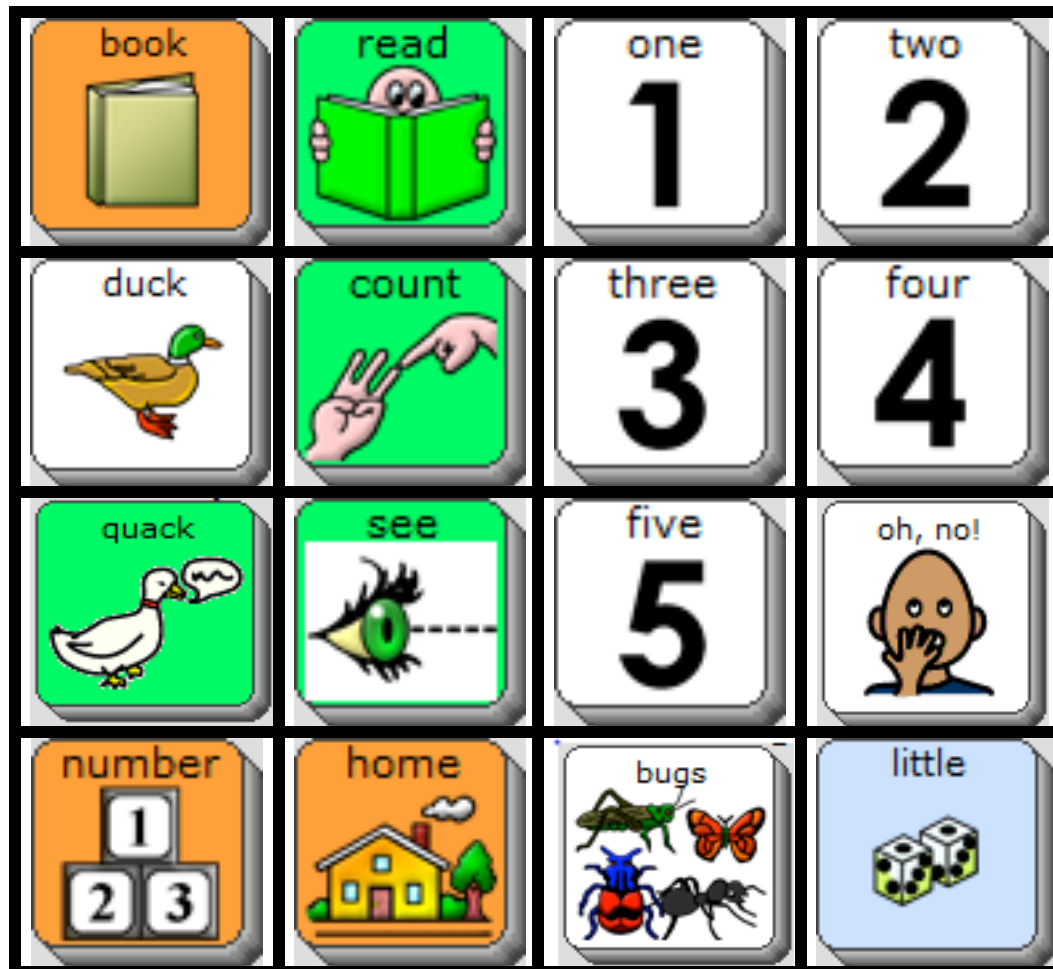 book
read
one
1
two
2
duck
count
three
3
four
4
quack
see
five
5
oh, no!
number
1
2 3
home
bugs
little